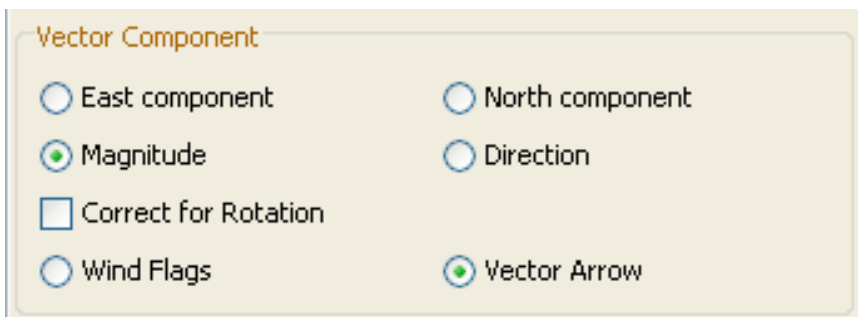 Vector Component
East component North component
Magnitude Direction
Correct for Rotation
Wind Flags Vector Arrow